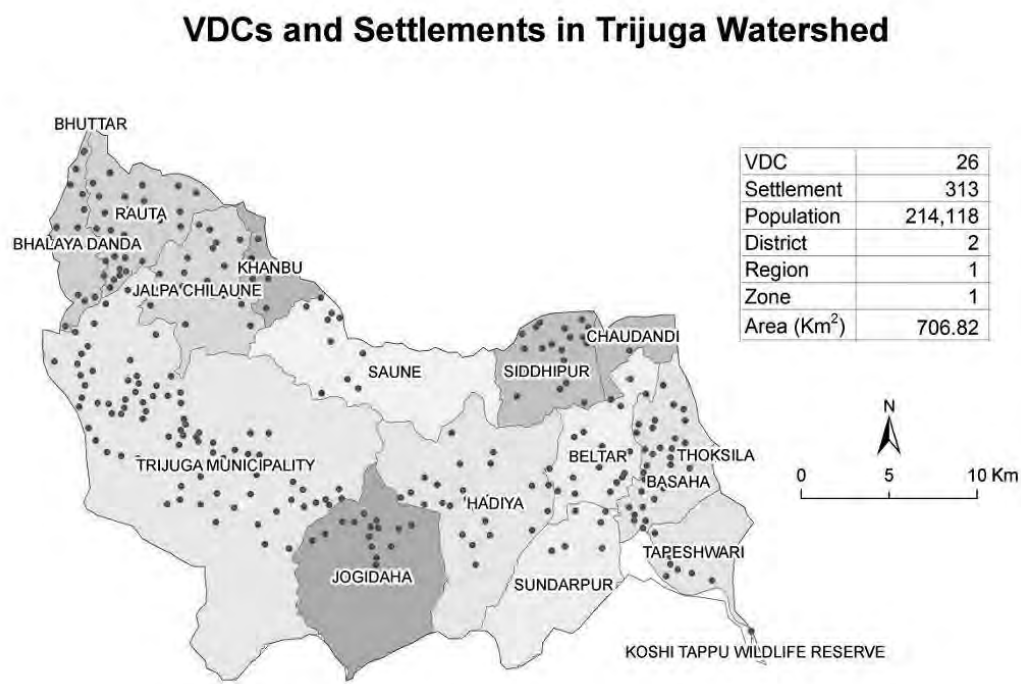 VDCs and Settlements in Trijuga Watershed
BHUTTAR
RAUTA
BHALAYA DANDA
KHANBU
JALPA CHILAUNE
SAUNE
SIDDHIPUR
CHAUDANDI
TRIJUGA MUNICIPALITY
HADIYA
BELTAR
THOKSILA
BASAHA
JOGIDAHA
SUNDARPUR
TAPESHWARI
KOSHI TAPPU WILDLIFE RESERVE
VDC 26
Settlement 313
Population 214,118
District 2
Region 1
Zone 1
Area (Km²) 706.82
N
0 5 10 Km